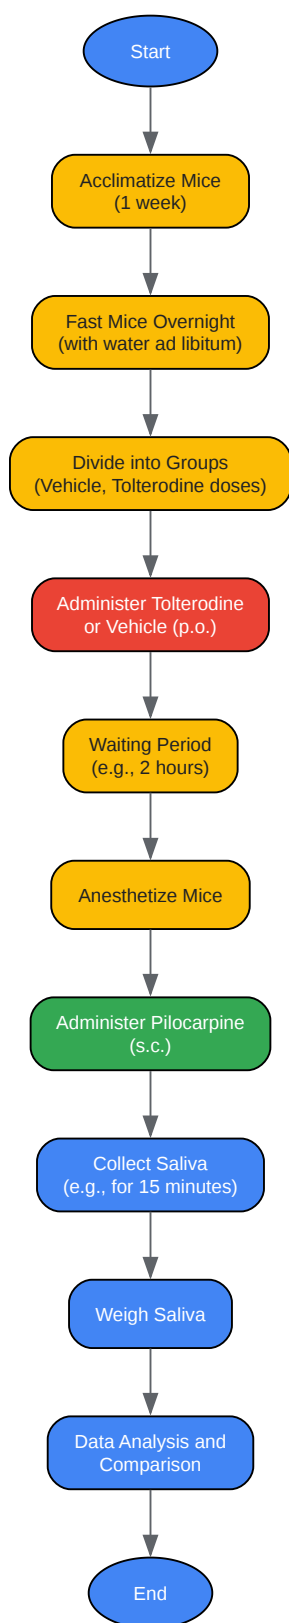 Start
Acclimatize Mice
(1 week)
Fast Mice Overnight
(with water ad libitum)
Divide into Groups
(Vehicle, Tolterodine doses)
Administer Tolterodine
or Vehicle (p.o.)
Waiting Period
(e.g., 2 hours)
Anesthetize Mice
Administer Pilocarpine
(s.c.)
Collect Saliva
(e.g., for 15 minutes)
Weigh Saliva
Data Analysis and
Comparison
End